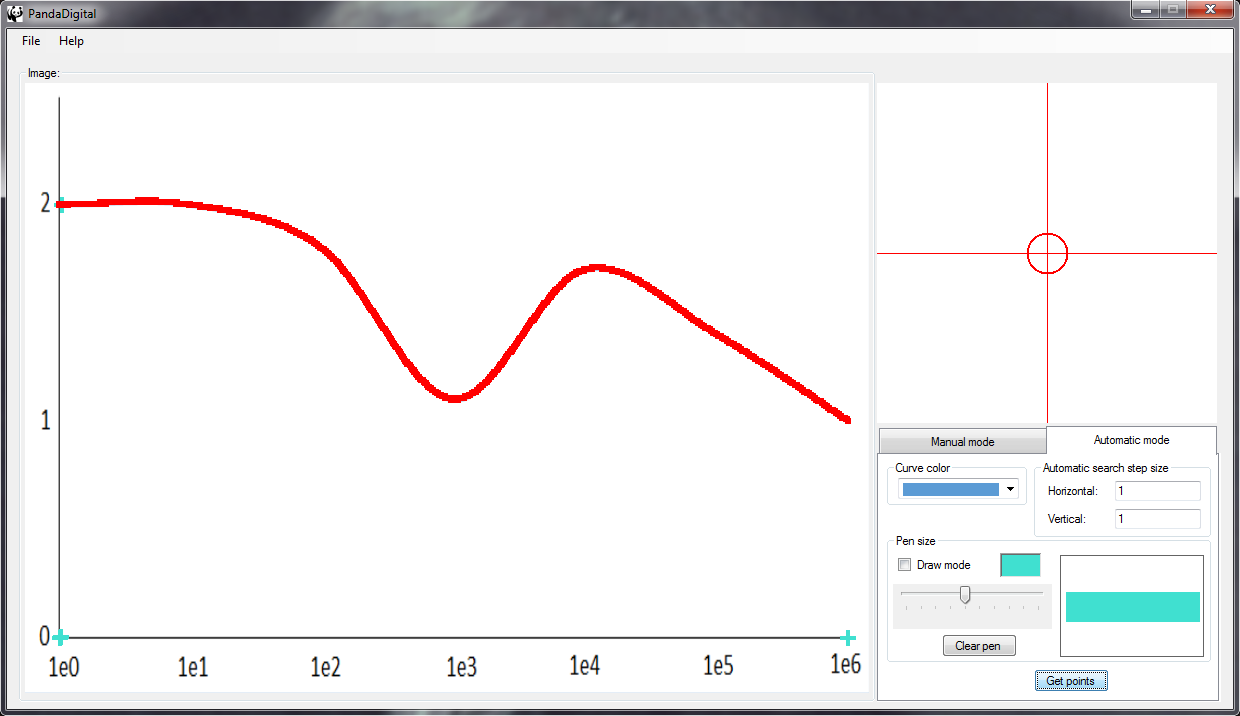 PandaDigital
File Help
Image:
2
1
0
1e0 1e1 1e2 1e3 1e4 1e5 1e6
Manual mode Automatic mode
Curve color
Automatic search step size
Horizontal: 1
Vertical: 1
Pen size
Draw mode
Clear pen
Get points